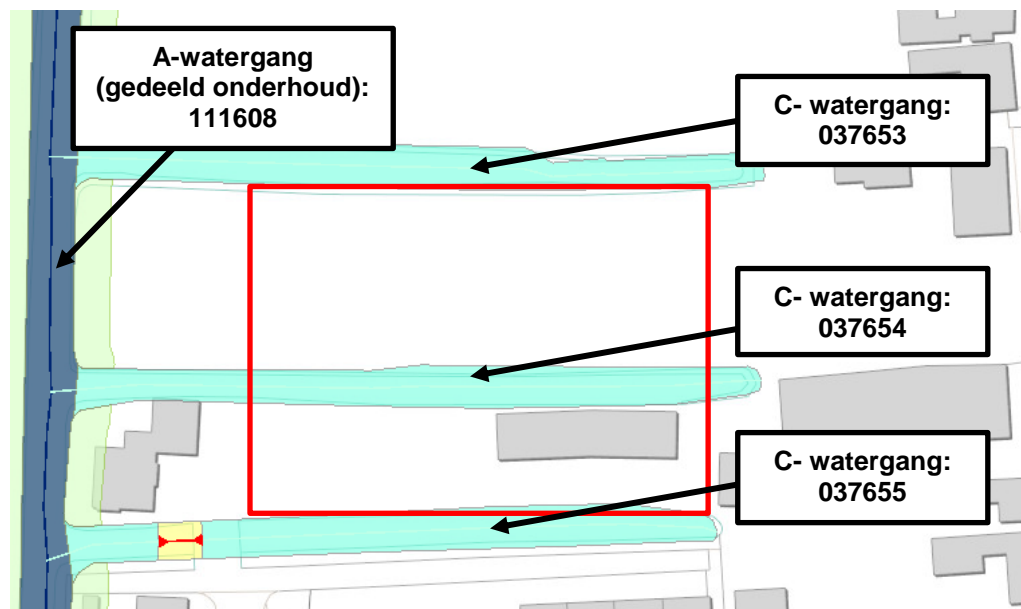 A-watergang
(gedeeld onderhoud):
111608
C- watergang:
037653
C- watergang:
037654
C- watergang:
037655